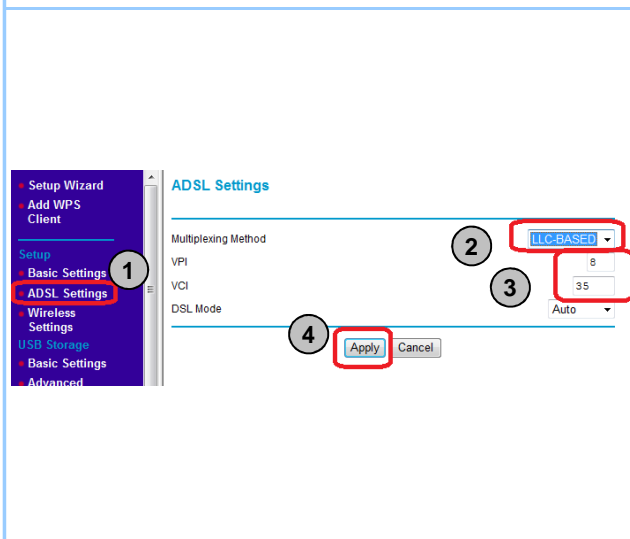 Setup Wizard
Add WPS
Client
Setup
Basic Settings
ADSL Settings
Wireless
Settings
USB Storage
Basic Settings
Advanced
1
ADSL Settings
Multiplexing Method
2
LLC-BASED
VPI
8
VCI
3
35
DSL Mode
Auto
4
Apply
Cancel